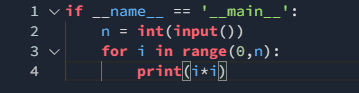 1 if __name__ == '__main__':
2     n = int(input())
3     for i in range(0,n):
4         print(i*i)